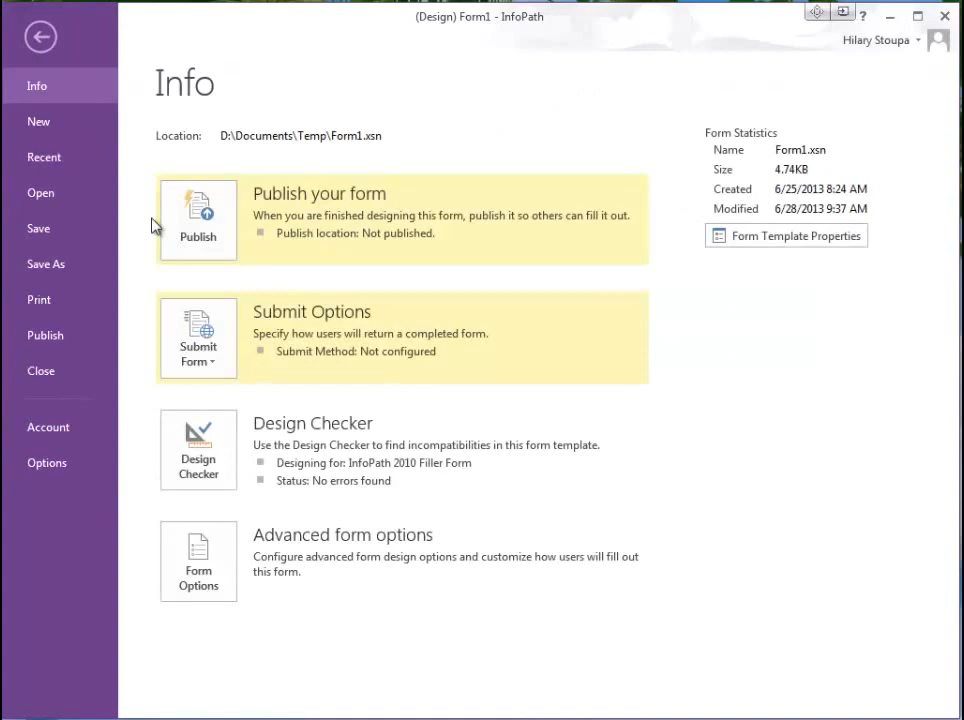 (Design) Form1 - InfoPath
?
Hilary Stoupa
Info
New
Recent
Open
Save
Save As
Print
Publish
Close
Account
Options
Info
Location: D:\Documents\Temp\Form1.xsn
Publish
Publish your form
When you are finished designing this form, publish it so others can fill it out.
Publish location: Not published.
Submit
Form
Submit Options
Specify how users will return a completed form.
Submit Method: Not configured
Design
Checker
Design Checker
Use the Design Checker to find incompatibilities in this form template.
Designing for: InfoPath 2010 Filler Form
Status: No errors found
Form
Options
Advanced form options
Configure advanced form design options and customize how users will fill out
this form.
Form Statistics
Name Form1.xsn
Size 4.74KB
Created 6/25/2013 8:24 AM
Modified 6/28/2013 9:37 AM
Form Template Properties